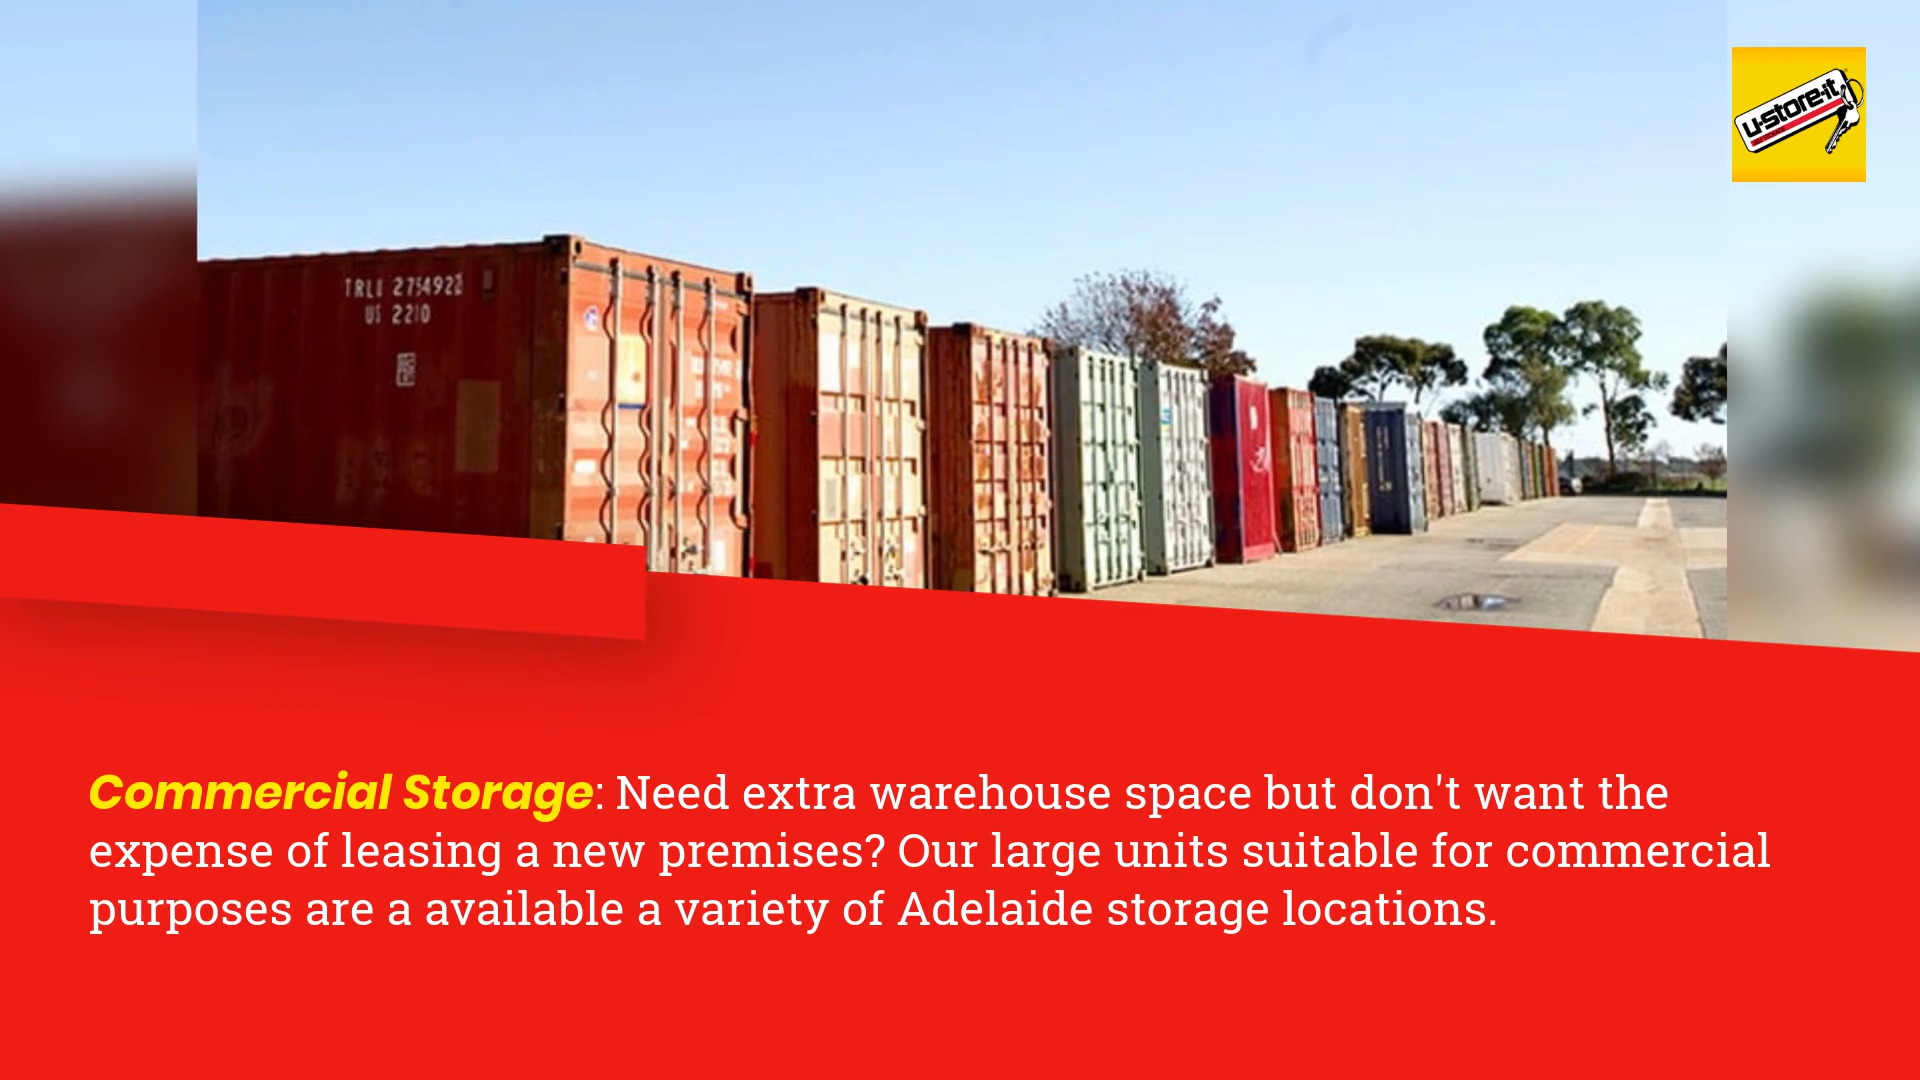 u-store-it
TRLU 2754922
US 2210
Commercial Storage: Need extra warehouse space but don't want the
expense of leasing a new premises? Our large units suitable for commercial
purposes are a available a variety of Adelaide storage locations.